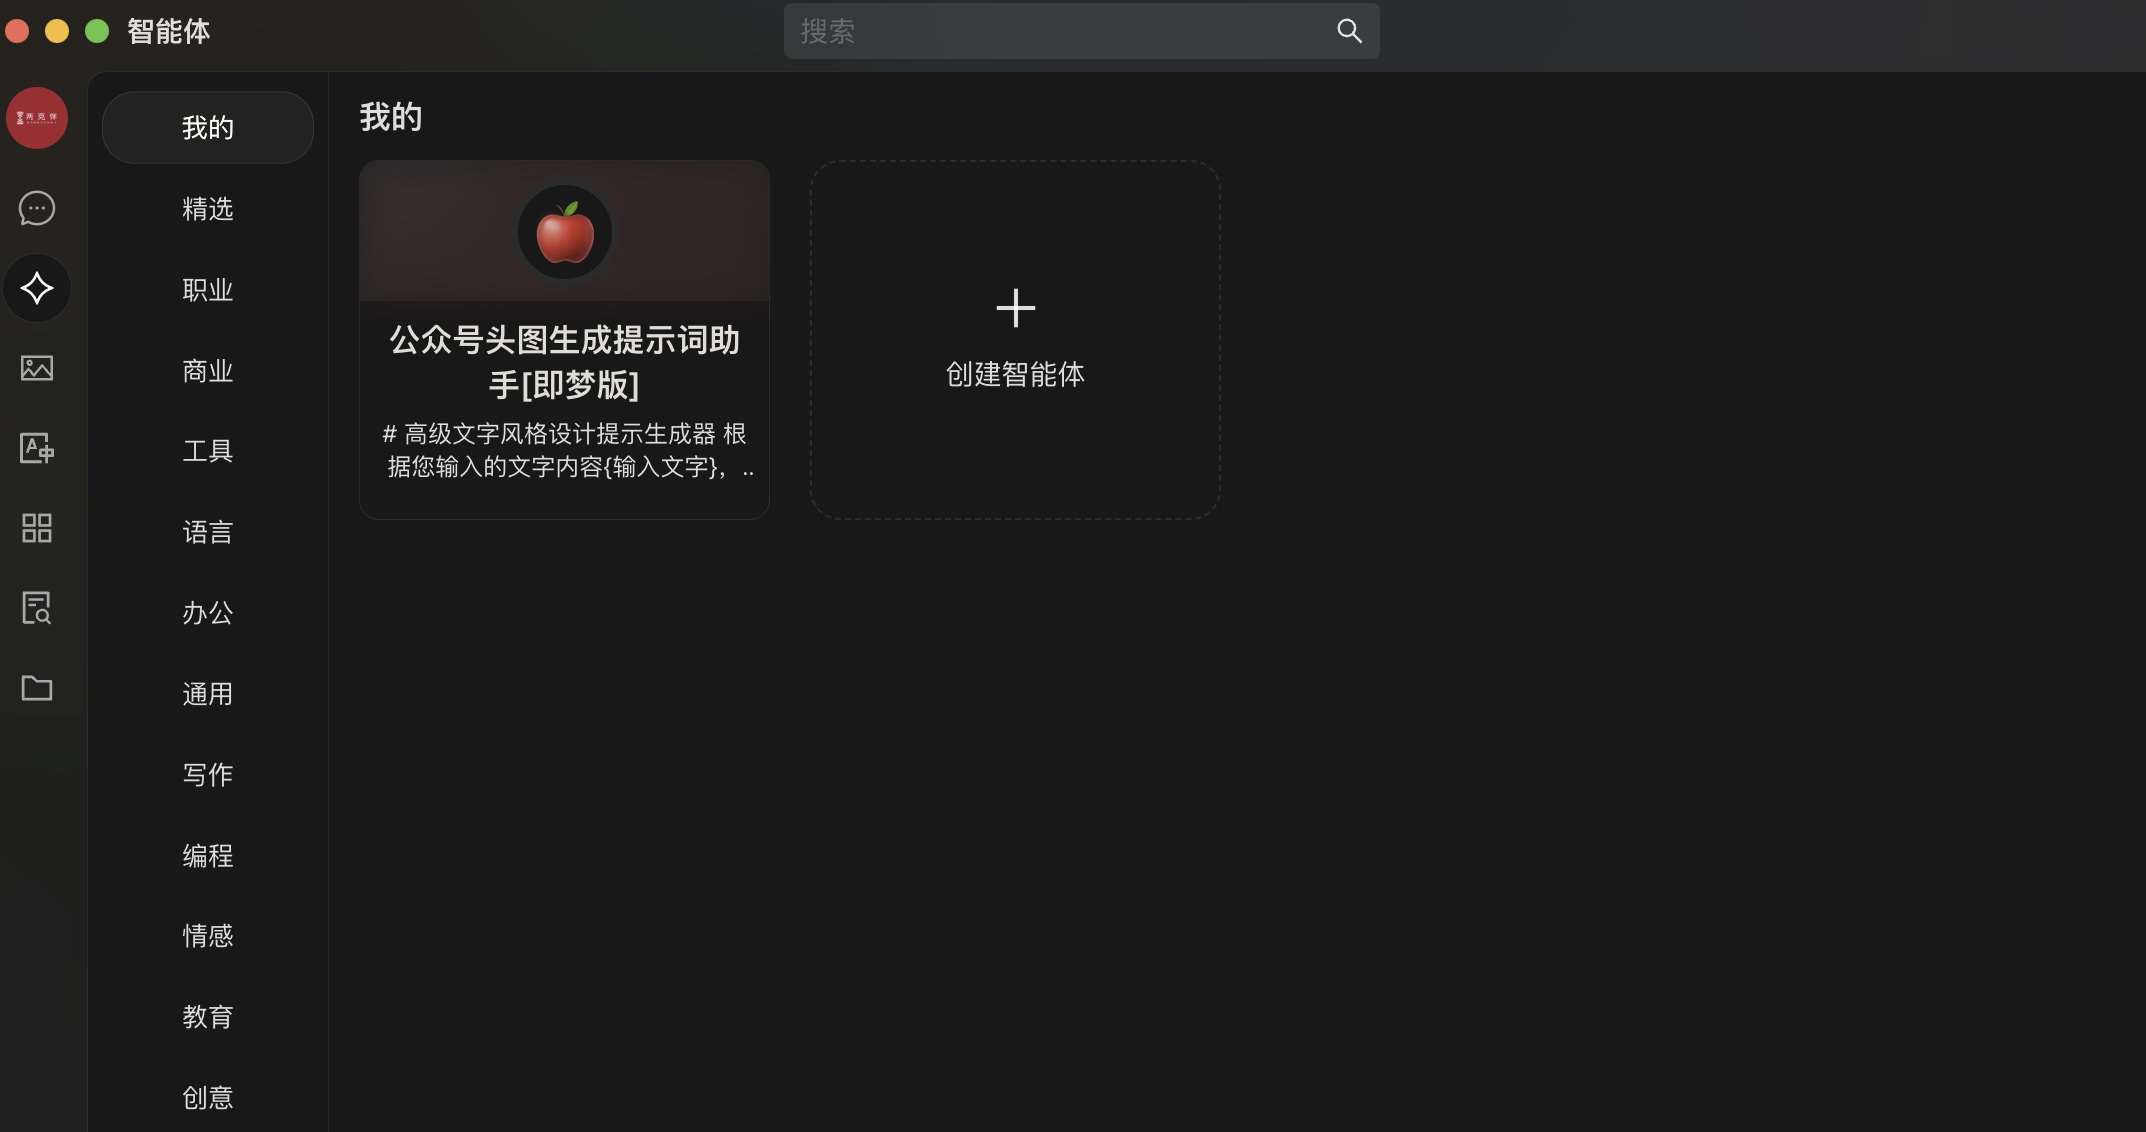 智能体
搜索
两克伴
我的
精选
职业
商业
工具
语言
办公
通用
写作
编程
情感
教育
创意
我的
公众号头图生成提示词助
手[即梦版]
# 高级文字风格设计提示生成器 根
据您输入的文字内容{输入文字}，..
创建智能体